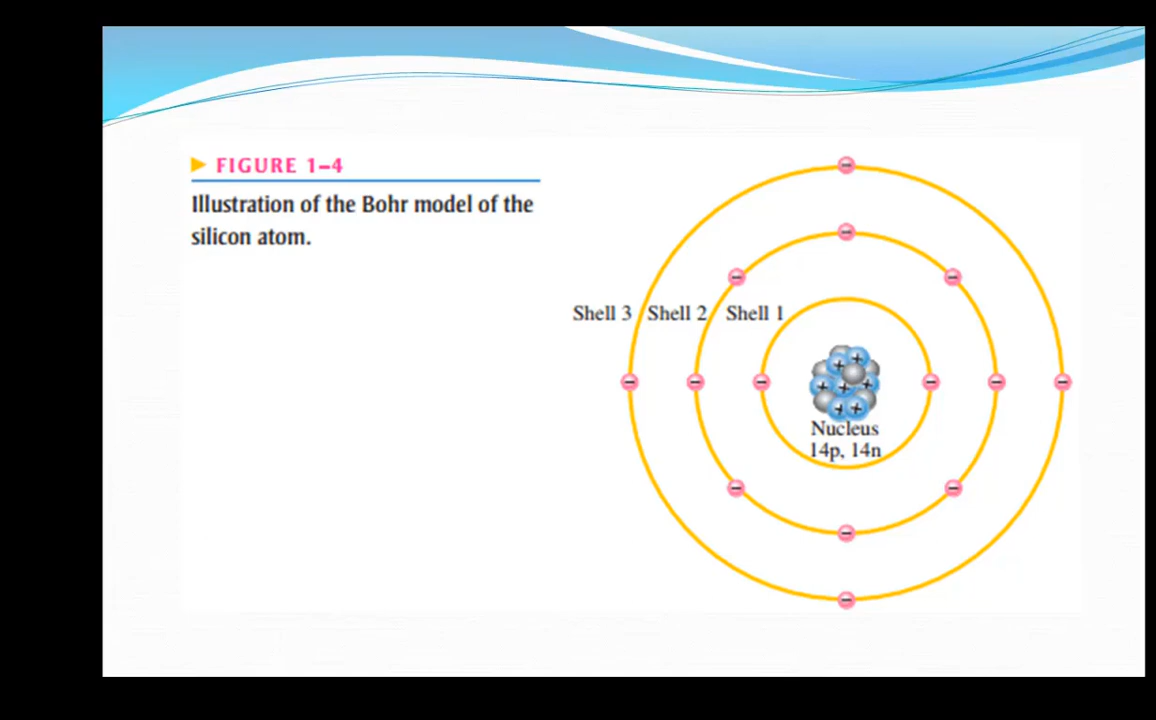 FIGURE 1–4
Illustration of the Bohr model of the
silicon atom.
Shell 3 Shell 2 Shell 1
Nucleus
14p, 14n